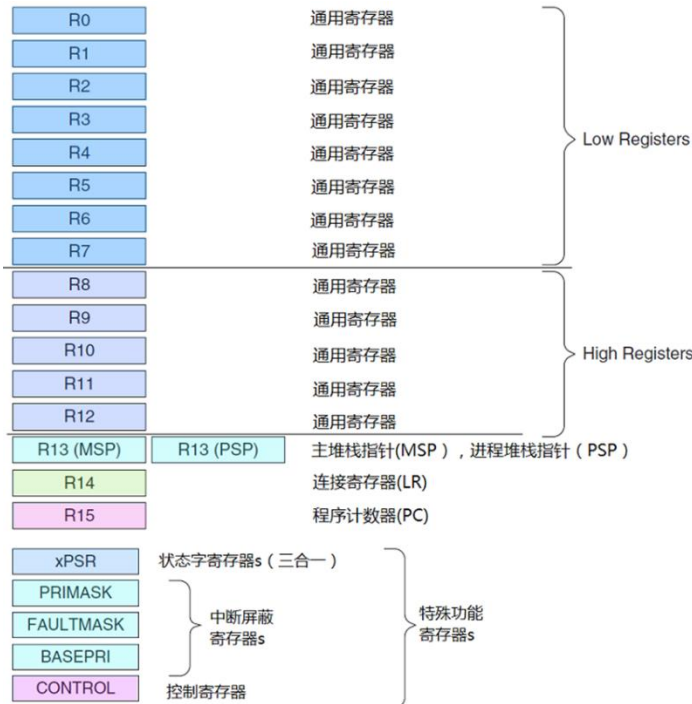 R0 通用寄存器
R1 通用寄存器
R2 通用寄存器
R3 通用寄存器
R4 通用寄存器
R5 通用寄存器
R6 通用寄存器
R7 通用寄存器
Low Registers
R8 通用寄存器
R9 通用寄存器
R10 通用寄存器
R11 通用寄存器
R12 通用寄存器
High Registers
R13 (MSP) R13 (PSP) 主堆栈指针(MSP），进程堆栈指针（PSP）
R14 连接寄存器(LR)
R15 程序计数器(PC)
xPSR 状态字寄存器s（三合一）
PRIMASK
FAULTMASK
BASEPRI
中断屏蔽
寄存器s
CONTROL 控制寄存器
特殊功能
寄存器s